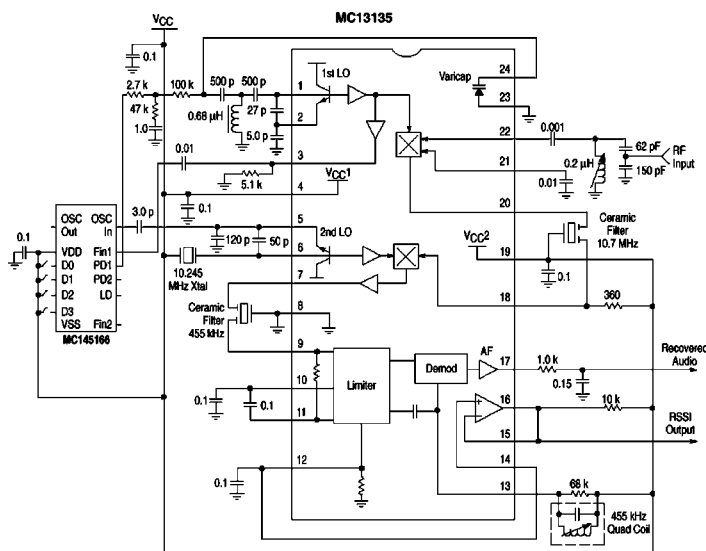 MC13135
VCC
0.1
2.7 k
100 k
500 p
500 p
47 k
1.0
0.68 µH
27 p
5.0 p
1
2
3
4
5
6
7
8
9
10
11
12
1st LO
Varicap
24
23
22
21
20
19
18
17
16
15
14
13
0.001
62 pF
150 pF
RF
Input
0.2 µH
0.01
0.01
5.1 k
VCC1
0.1
3.0 p
120 p
50 p
2nd LO
VCC2
Ceramic
Filter
10.7 MHz
0.1
360
OSC
Out
OSC
In
VDD
Fin1
D0
PD1
D1
PD2
D2
LD
D3
VSS
Fin2
MC145166
0.1
10.245
MHz Xtal
Ceramic
Filter
455 kHz
Limiter
Demod
AF
1.0 k
Recovered
Audio
0.15
10 k
RSSI
Output
0.1
0.1
0.1
68 k
455 kHz
Quad Coil